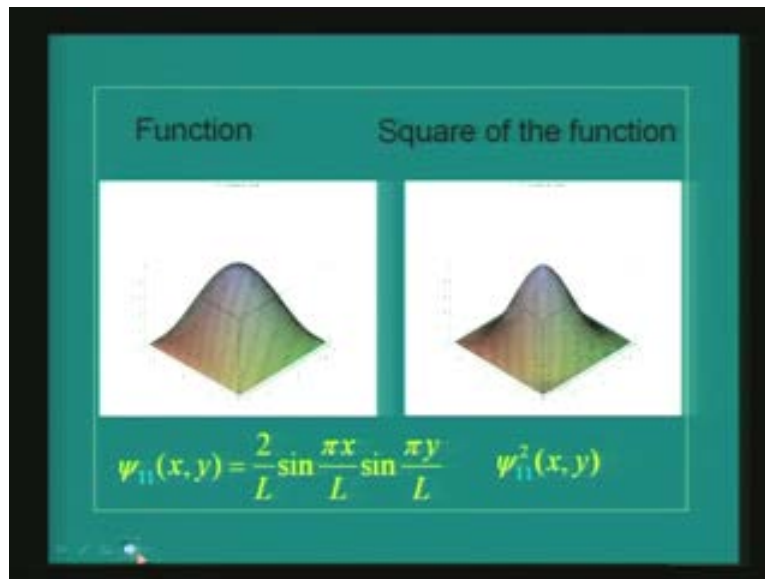 Function
Square of the function
ψ₁₁(x, y) = 2/L sin πx/L sin πy/L
ψ²₁₁(x, y)